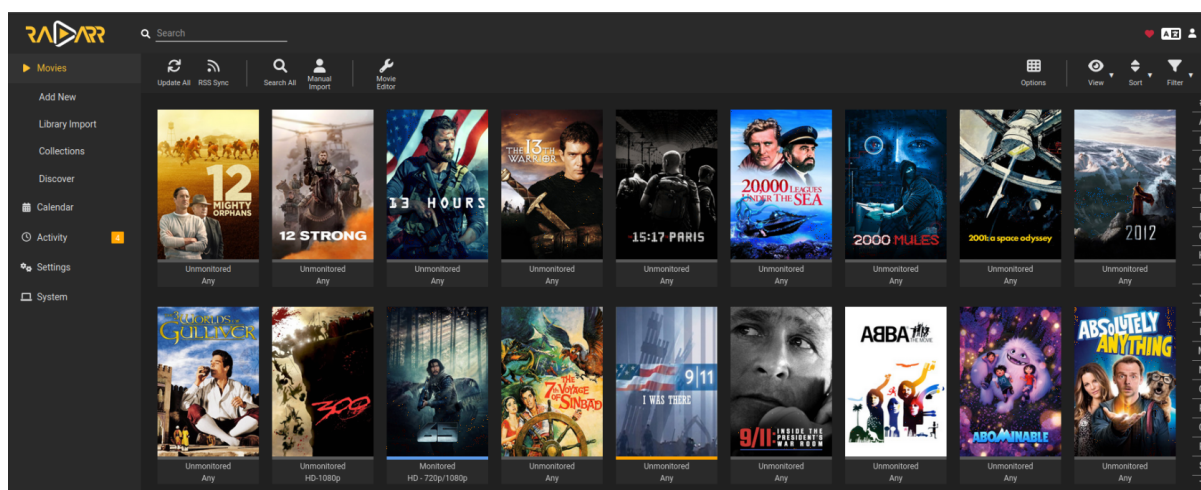 RADARR
Search
Movies
Add New
Library Import
Collections
Discover
Calendar
Activity
4
Settings
System
Update All
RSS Sync
Search All
Manual
Import
Movie
Editor
Options
View
Sort
Filter
12
MIGHTY
ORPHANS
Unmonitored
Any
12 STRONG
Unmonitored
Any
13 HOURS
Unmonitored
Any
THE 13TH
WARRIOR
Unmonitored
Any
15:17 PARIS
Unmonitored
Any
20,000 LEAGUES
UNDER THE SEA
Unmonitored
Any
2000 MULES
Unmonitored
Any
2001: a space odyssey
Unmonitored
Any
2012
Unmonitored
Any
WORLDS OF
GULLIVER
Unmonitored
Any
300
Unmonitored
HD-1080p
65
Monitored
HD - 720p/1080p
THE
7th VOYAGE
OF SINBAD
Unmonitored
Any
9|11
I WAS THERE
Unmonitored
Any
9/11: INSIDE THE
PRESIDENT'S
WAR ROOM
Unmonitored
Any
ABBA THE MOVIE
Unmonitored
Any
ABOMINABLE
Unmonitored
Any
ABSOLUTELY
ANYTHING
Unmonitored
Any